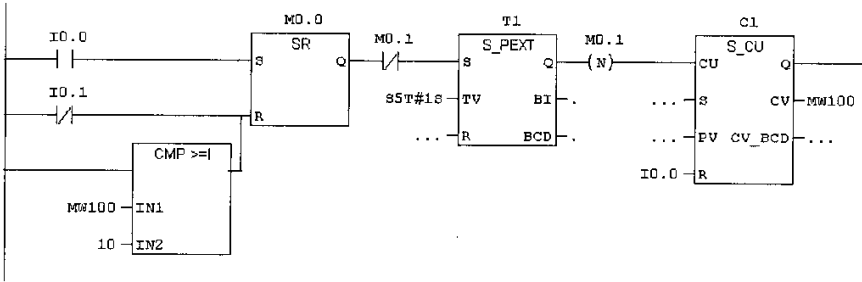 M0.0 T1 C1
I0.0 SR M0.1 S_PEXT M0.1 S_CU
S Q S Q (N) CU Q
I0.1 S5T#1S TV BI . ... S CV MW100
R ... R BCD . ... PV CV_BCD ...
CMP >=I I0.0 R
MW100 IN1
10 IN2